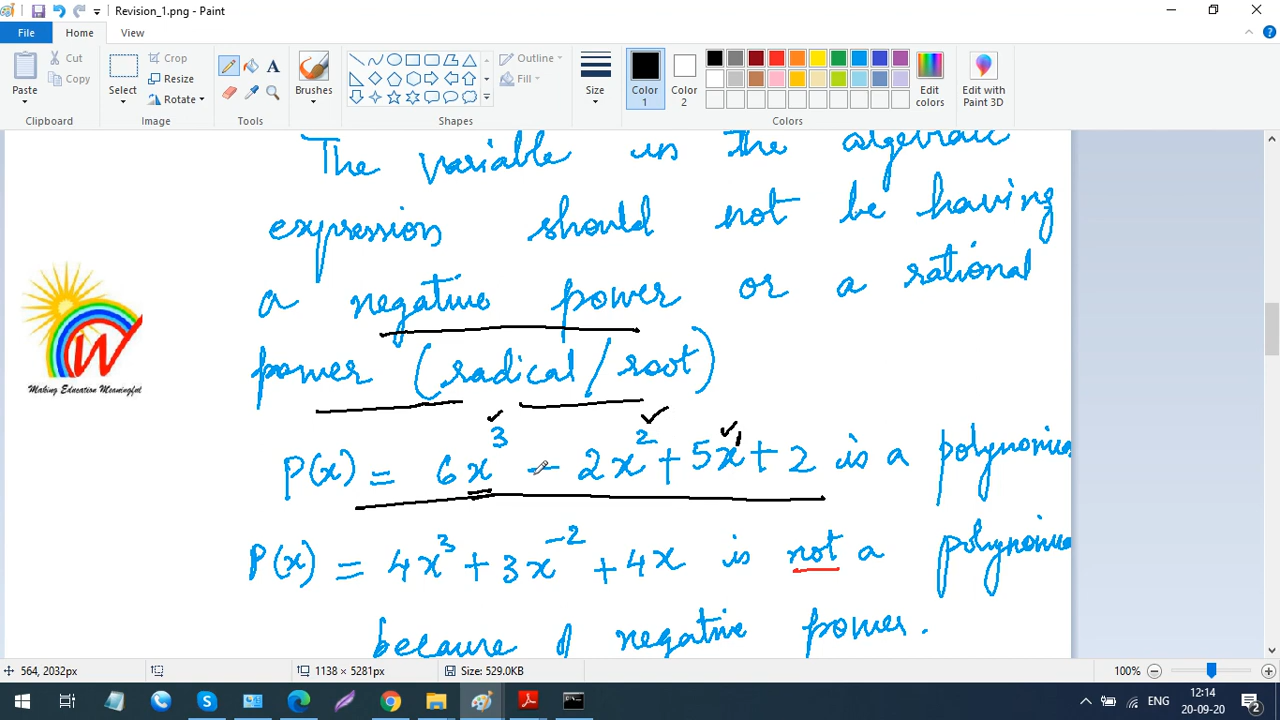 Revision_1.png - Paint
File Home View
Paste Cut Copy Clipboard
Select Crop Resize Rotate Image
Tools
Brushes
Outline Fill Shapes
Size
Color 1 Color 2 Edit colors Edit with Paint 3D Colors
The variable in the algebraic
expression should not be having
a negative power or a rational
power (radical/root)
P(x) = 6x³ - 2x² + 5x¹ + 2 is a polynomia
P(x) = 4x³ + 3x⁻² + 4x is not a polynomia
because of negative power.
W
Making Education Meaningful
564, 2032px 1138 × 5281px Size: 529.0KB 100%
ENG 12:14 20-09-20 2